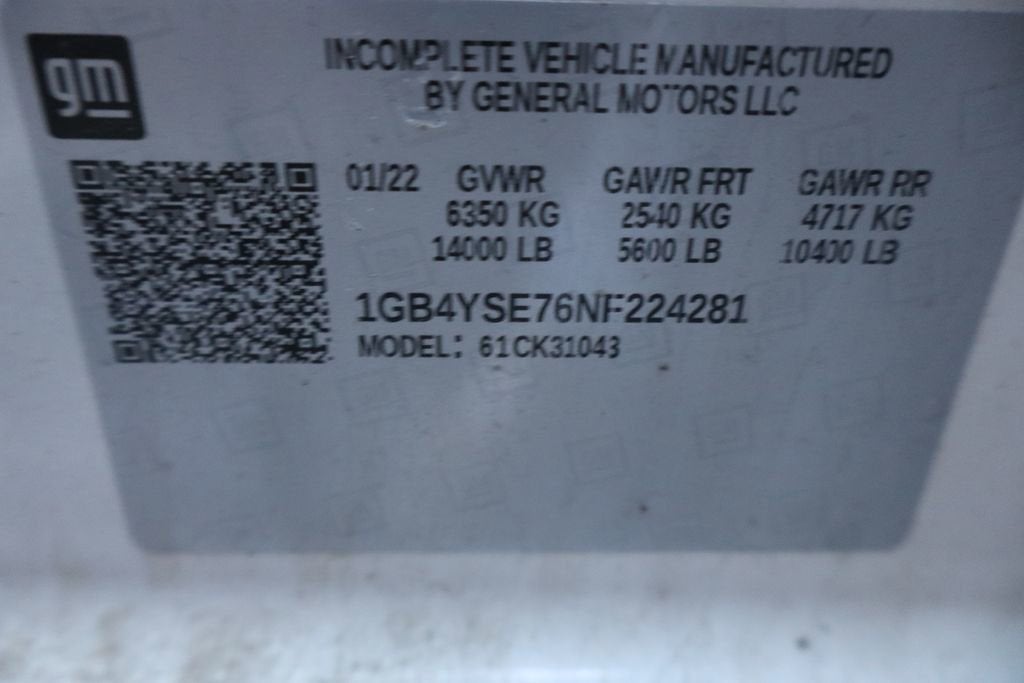 gm
INCOMPLETE VEHICLE MANUFACTURED
BY GENERAL MOTORS LLC
01/22 GVWR GAWR FRT GAWR RR
6350 KG 2540 KG 4717 KG
14000 LB 5600 LB 10400 LB
1GB4YSE76NF224281
MODEL: 61CK31043